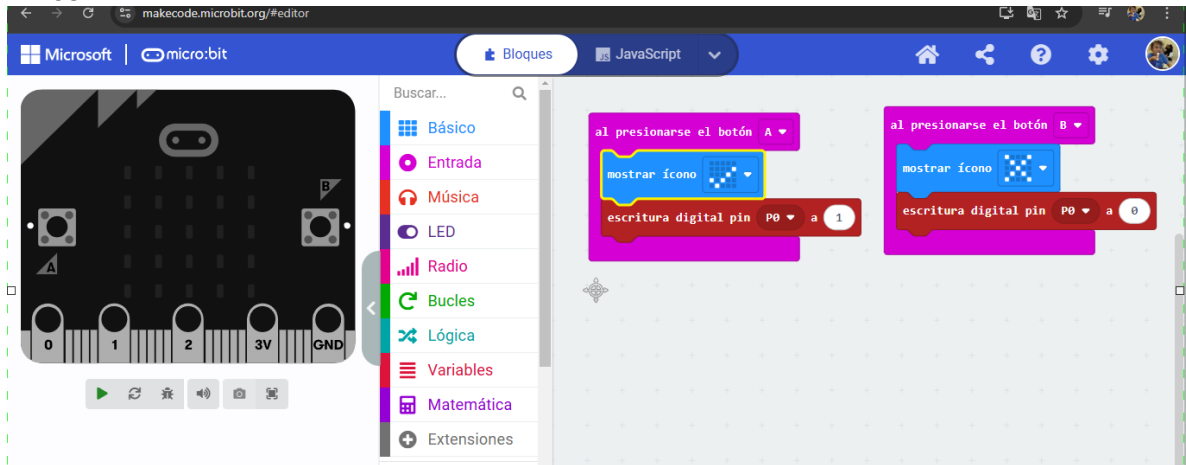 makecode.microbit.org/#editor
Microsoft micro:bit
Bloques
JS JavaScript
Buscar...
Básico
Entrada
Música
LED
Radio
Bucles
Lógica
Variables
Matemática
Extensiones
B
A
0 1 2 3V GND
al presionarse el botón A
mostrar ícono
escritura digital pin P0 a 1
al presionarse el botón B
mostrar ícono
escritura digital pin P0 a 0